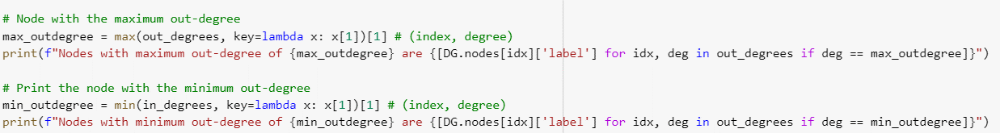 # Node with the maximum out-degree
max_outdegree = max(out_degrees, key=lambda x: x[1])[1] # (index, degree)
print(f"Nodes with maximum out-degree of {max_outdegree} are {[DG.nodes[idx]['label'] for idx, deg in out_degrees if deg == max_outdegree]}")
# Print the node with the minimum out-degree
min_outdegree = min(in_degrees, key=lambda x: x[1])[1] # (index, degree)
print(f"Nodes with minimum out-degree of {min_outdegree} are {[DG.nodes[idx]['label'] for idx, deg in out_degrees if deg == min_outdegree]}")